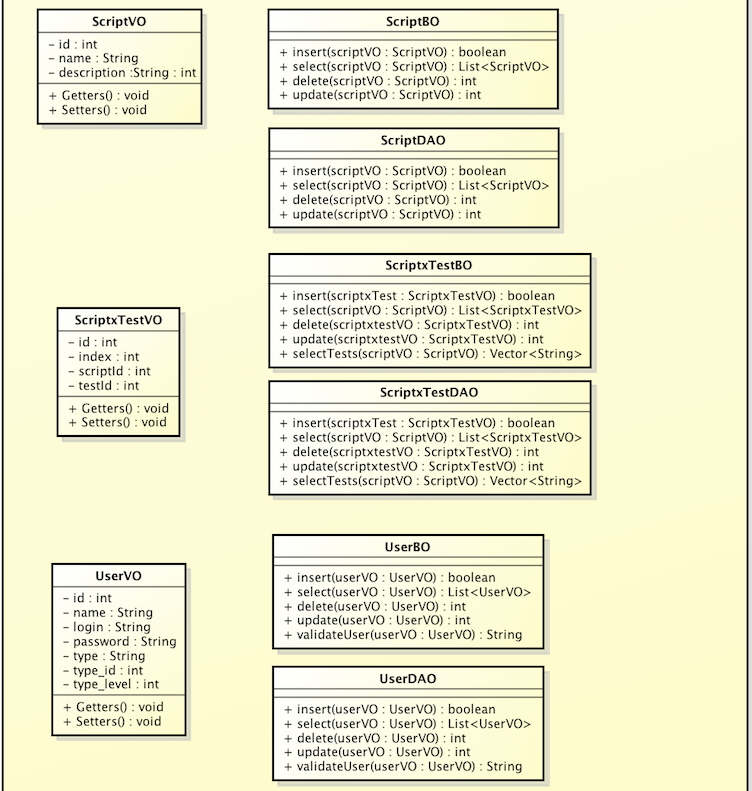 ScriptVO
- id : int
- name : String
- description :String : int
+ Getters() : void
+ Setters() : void
ScriptBO
+ insert(scriptVO : ScriptVO) : boolean
+ select(scriptVO : ScriptVO) : List<ScriptVO>
+ delete(scriptVO : ScriptVO) : int
+ update(scriptVO : ScriptVO) : int
ScriptDAO
+ insert(scriptVO : ScriptVO) : boolean
+ select(scriptVO : ScriptVO) : List<ScriptVO>
+ delete(scriptVO : ScriptVO) : int
+ update(scriptVO : ScriptVO) : int
ScriptxTestBO
+ insert(scriptxTest : ScriptxTestVO) : boolean
+ select(scriptVO : ScriptVO) : List<ScriptxTestVO>
+ delete(scriptxtestVO : ScriptxTestVO) : int
+ update(scriptxtestVO : ScriptxTestVO) : int
+ selectTests(scriptVO : ScriptVO) : Vector<String>
ScriptxTestVO
- id : int
- index : int
- scriptId : int
- testId : int
+ Getters() : void
+ Setters() : void
ScriptxTestDAO
+ insert(scriptxTest : ScriptxTestVO) : boolean
+ select(scriptVO : ScriptVO) : List<ScriptxTestVO>
+ delete(scriptxtestVO : ScriptxTestVO) : int
+ update(scriptxtestVO : ScriptxTestVO) : int
+ selectTests(scriptVO : ScriptVO) : Vector<String>
UserBO
+ insert(userVO : UserVO) : boolean
+ select(userVO : UserVO) : List<UserVO>
+ delete(userVO : UserVO) : int
+ update(userVO : UserVO) : int
+ validateUser(userVO : UserVO) : String
UserVO
- id : int
- name : String
- login : String
- password : String
- type : String
- type_id : int
- type_level : int
+ Getters() : void
+ Setters() : void
UserDAO
+ insert(userVO : UserVO) : boolean
+ select(userVO : UserVO) : List<UserVO>
+ delete(userVO : UserVO) : int
+ update(userVO : UserVO) : int
+ validateUser(userVO : UserVO) : String